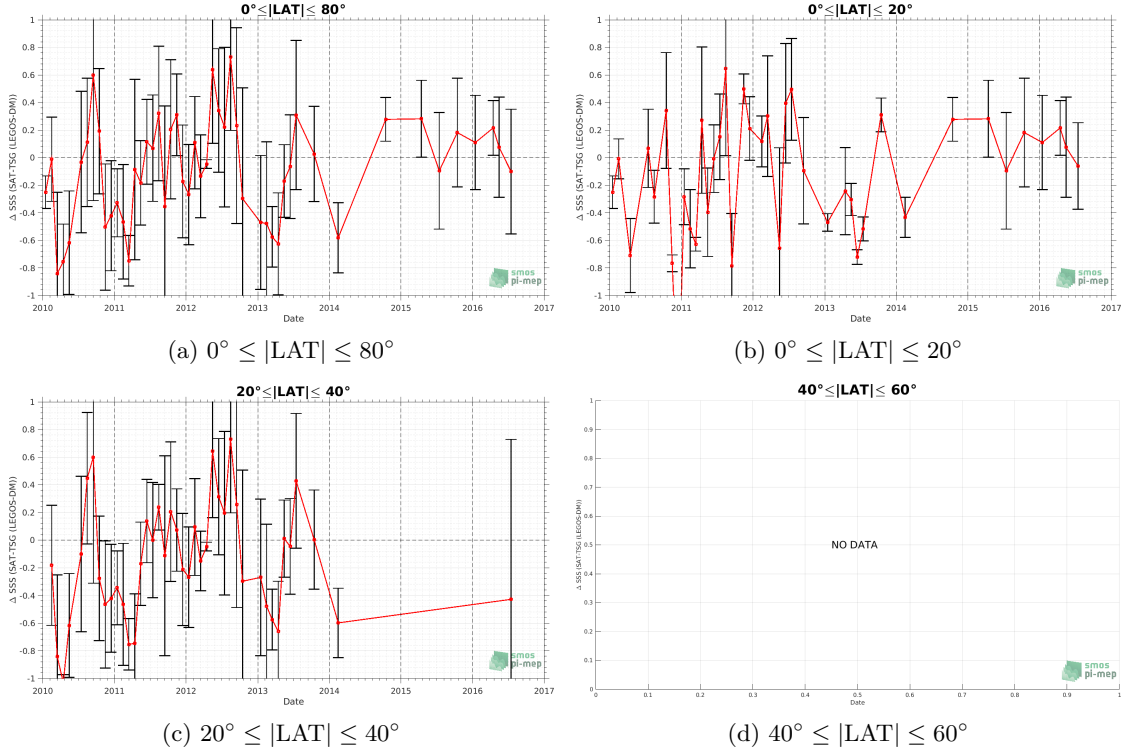 0°≤|LAT|≤ 80°
Δ SSS (SAT-TSG (LEGOS-DM))
1
0.8
0.6
0.4
0.2
0
-0.2
-0.4
-0.6
-0.8
-1
2010 2011 2012 2013 2014 2015 2016 2017
Date
smos
pi-mep
(a) 0° ≤ |LAT| ≤ 80°
0°≤|LAT|≤ 20°
Δ SSS (SAT-TSG (LEGOS-DM))
1
0.8
0.6
0.4
0.2
0
-0.2
-0.4
-0.6
-0.8
-1
2010 2011 2012 2013 2014 2015 2016 2017
Date
smos
pi-mep
(b) 0° ≤ |LAT| ≤ 20°
20°≤|LAT|≤ 40°
Δ SSS (SAT-TSG (LEGOS-DM))
1
0.8
0.6
0.4
0.2
0
-0.2
-0.4
-0.6
-0.8
-1
2010 2011 2012 2013 2014 2015 2016 2017
Date
smos
pi-mep
(c) 20° ≤ |LAT| ≤ 40°
40°≤|LAT|≤ 60°
Δ SSS (SAT-TSG (LEGOS-DM))
1
0.9
0.8
0.7
0.6
0.5
0.4
0.3
0.2
0.1
0
NO DATA
0 0.1 0.2 0.3 0.4 0.5 0.6 0.7 0.8 0.9 1
Date
smos
pi-mep
(d) 40° ≤ |LAT| ≤ 60°